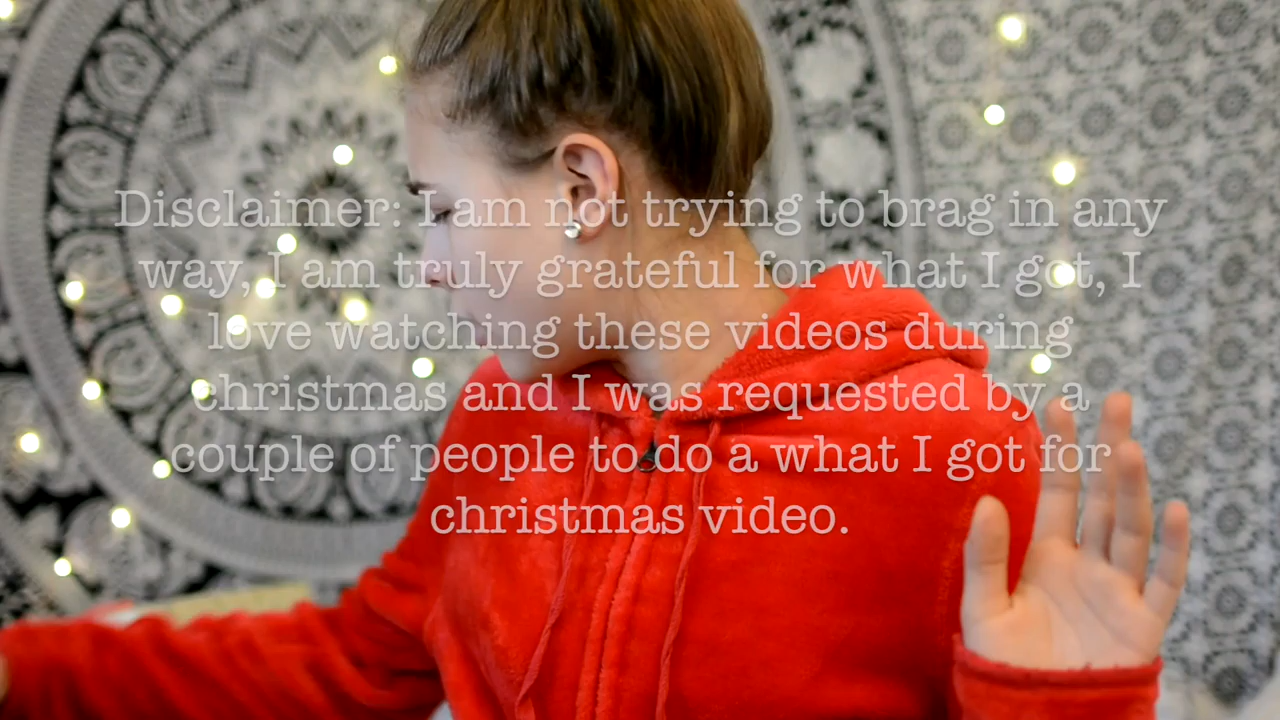 Disclaimer: I am not trying to brag in any
way, I am truly grateful for what I got, I
love watching these videos during
christmas and I was requested by a
couple of people to do a what I got for
christmas video.